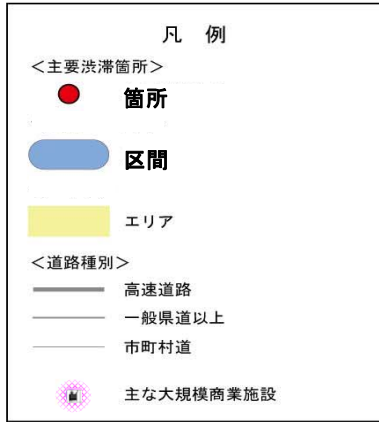 凡 例
＜主要渋滞箇所＞
箇所
区間
エリア
＜道路種別＞
高速道路
一般県道以上
市町村道
主な大規模商業施設